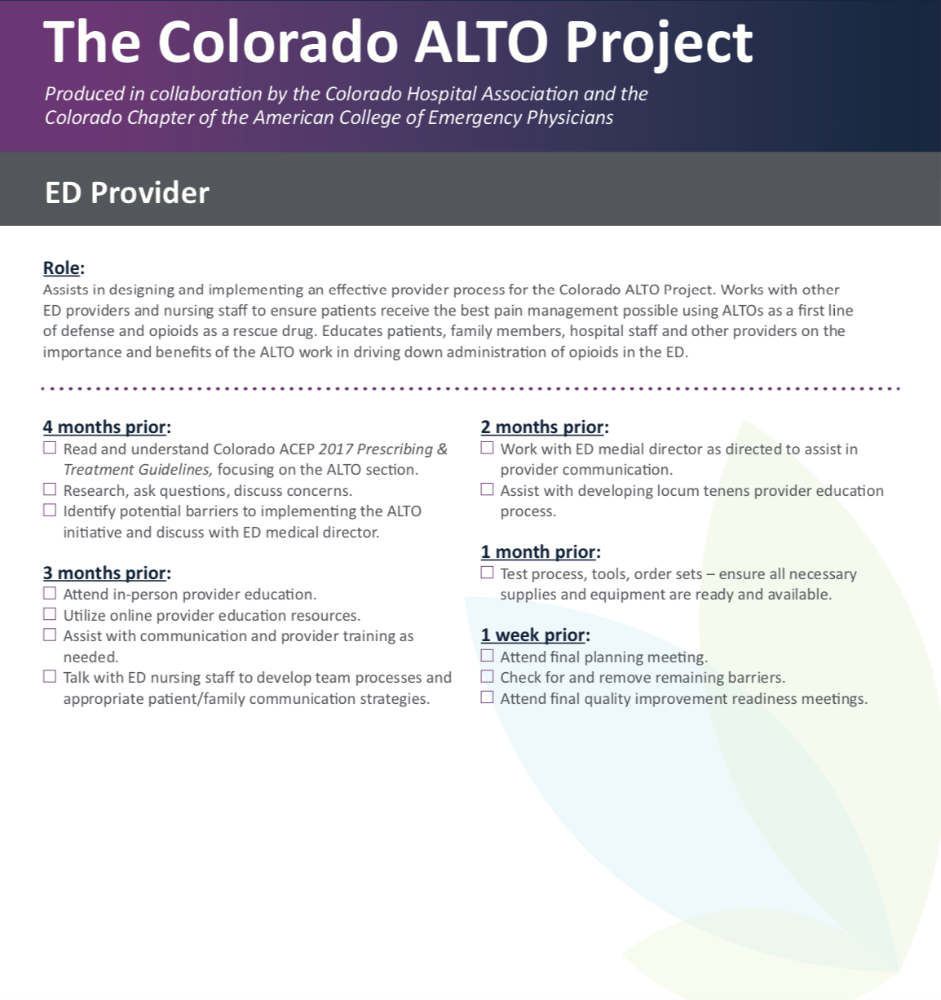 The Colorado ALTO Project
Produced in collaboration by the Colorado Hospital Association and the
Colorado Chapter of the American College of Emergency Physicians
ED Provider
Role:
Assists in designing and implementing an effective provider process for the Colorado ALTO Project. Works with other
ED providers and nursing staff to ensure patients receive the best pain management possible using ALTOs as a first line
of defense and opioids as a rescue drug. Educates patients, family members, hospital staff and other providers on the
importance and benefits of the ALTO work in driving down administration of opioids in the ED.
4 months prior:
☐ Read and understand Colorado ACEP 2017 Prescribing &
Treatment Guidelines, focusing on the ALTO section.
☐ Research, ask questions, discuss concerns.
☐ Identify potential barriers to implementing the ALTO
initiative and discuss with ED medical director.
3 months prior:
☐ Attend in-person provider education.
☐ Utilize online provider education resources.
☐ Assist with communication and provider training as
needed.
☐ Talk with ED nursing staff to develop team processes and
appropriate patient/family communication strategies.
2 months prior:
☐ Work with ED medial director as directed to assist in
provider communication.
☐ Assist with developing locum tenens provider education
process.
1 month prior:
☐ Test process, tools, order sets – ensure all necessary
supplies and equipment are ready and available.
1 week prior:
☐ Attend final planning meeting.
☐ Check for and remove remaining barriers.
☐ Attend final quality improvement readiness meetings.